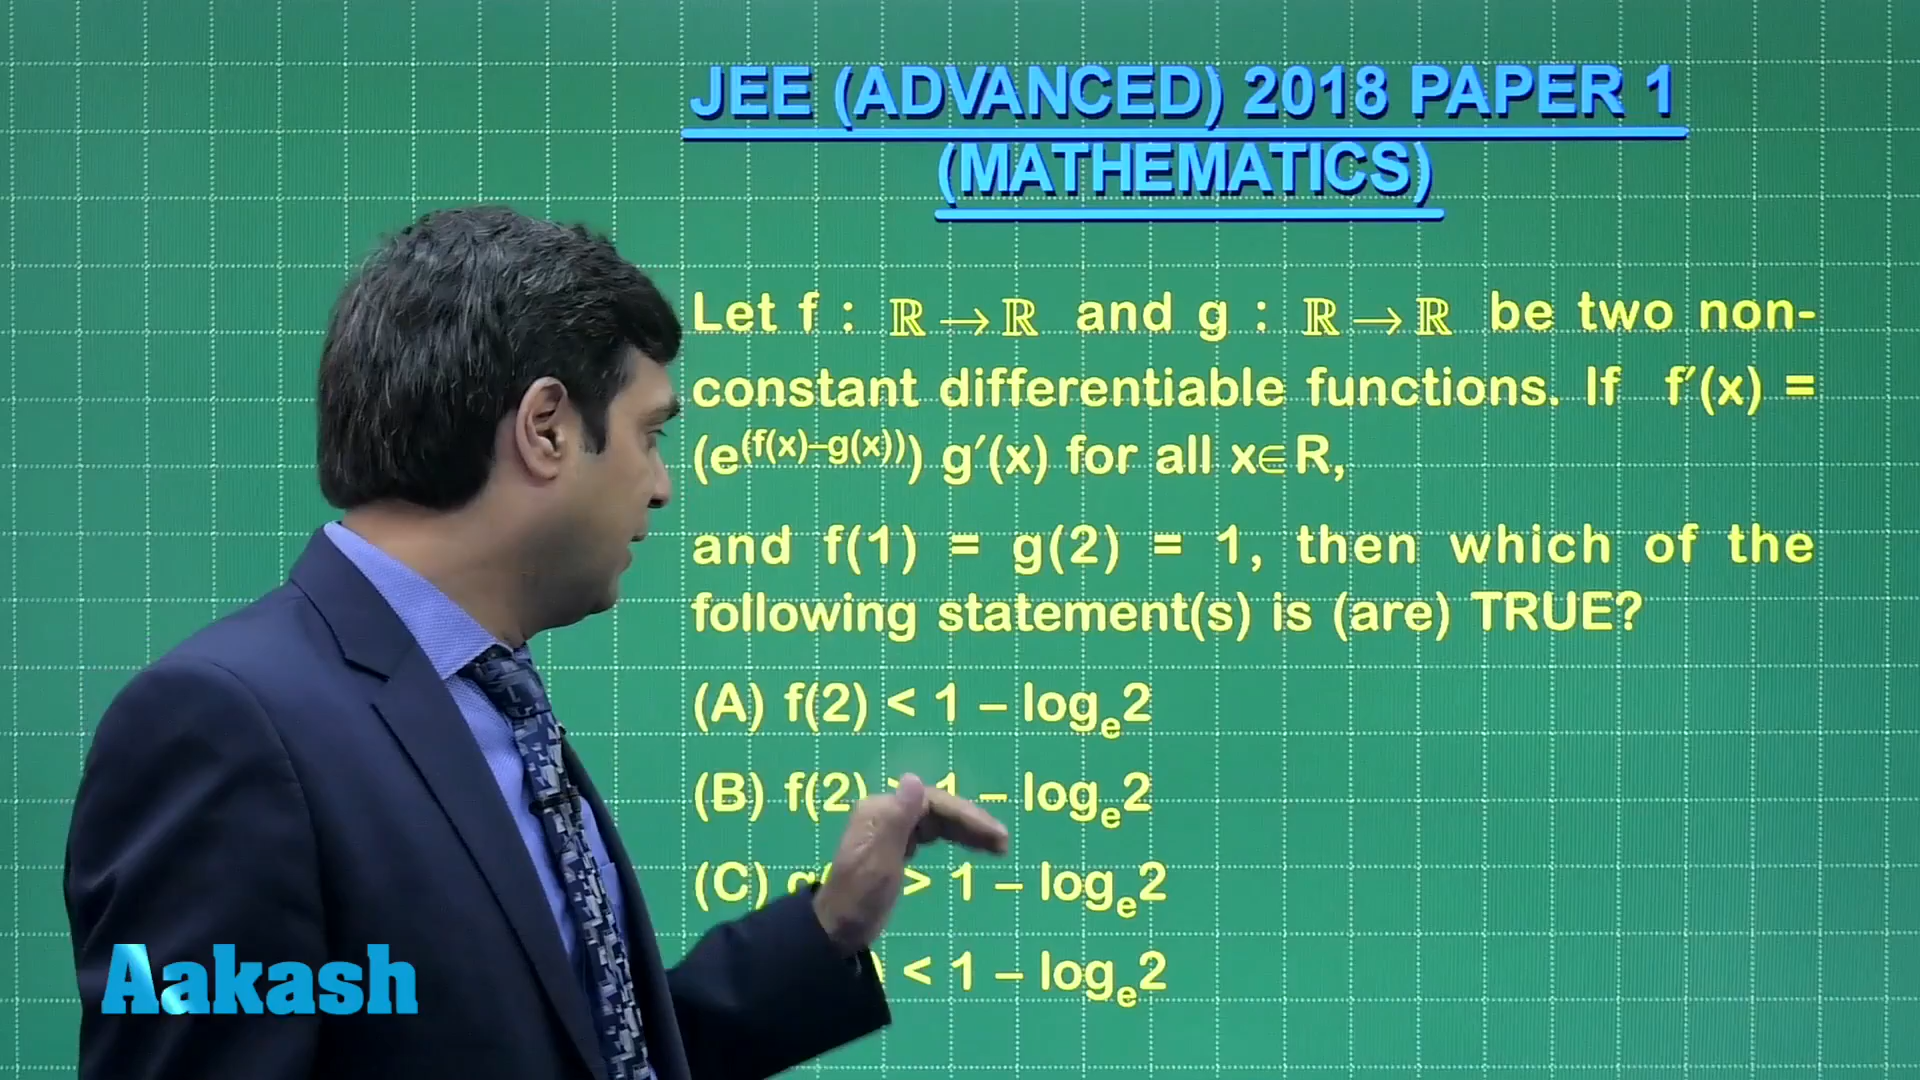 JEE (ADVANCED) 2018 PAPER 1
(MATHEMATICS)
Let f : ℝ → ℝ and g : ℝ → ℝ be two non-
constant differentiable functions. If f′(x) =
(e^(f(x)–g(x))) g′(x) for all x∈R,
and f(1) = g(2) = 1, then which of the
following statement(s) is (are) TRUE?
(A) f(2) < 1 – logₑ2
(B) f(2) 1 – logₑ2
(C) > 1 – logₑ2
< 1 – logₑ2
Aakash